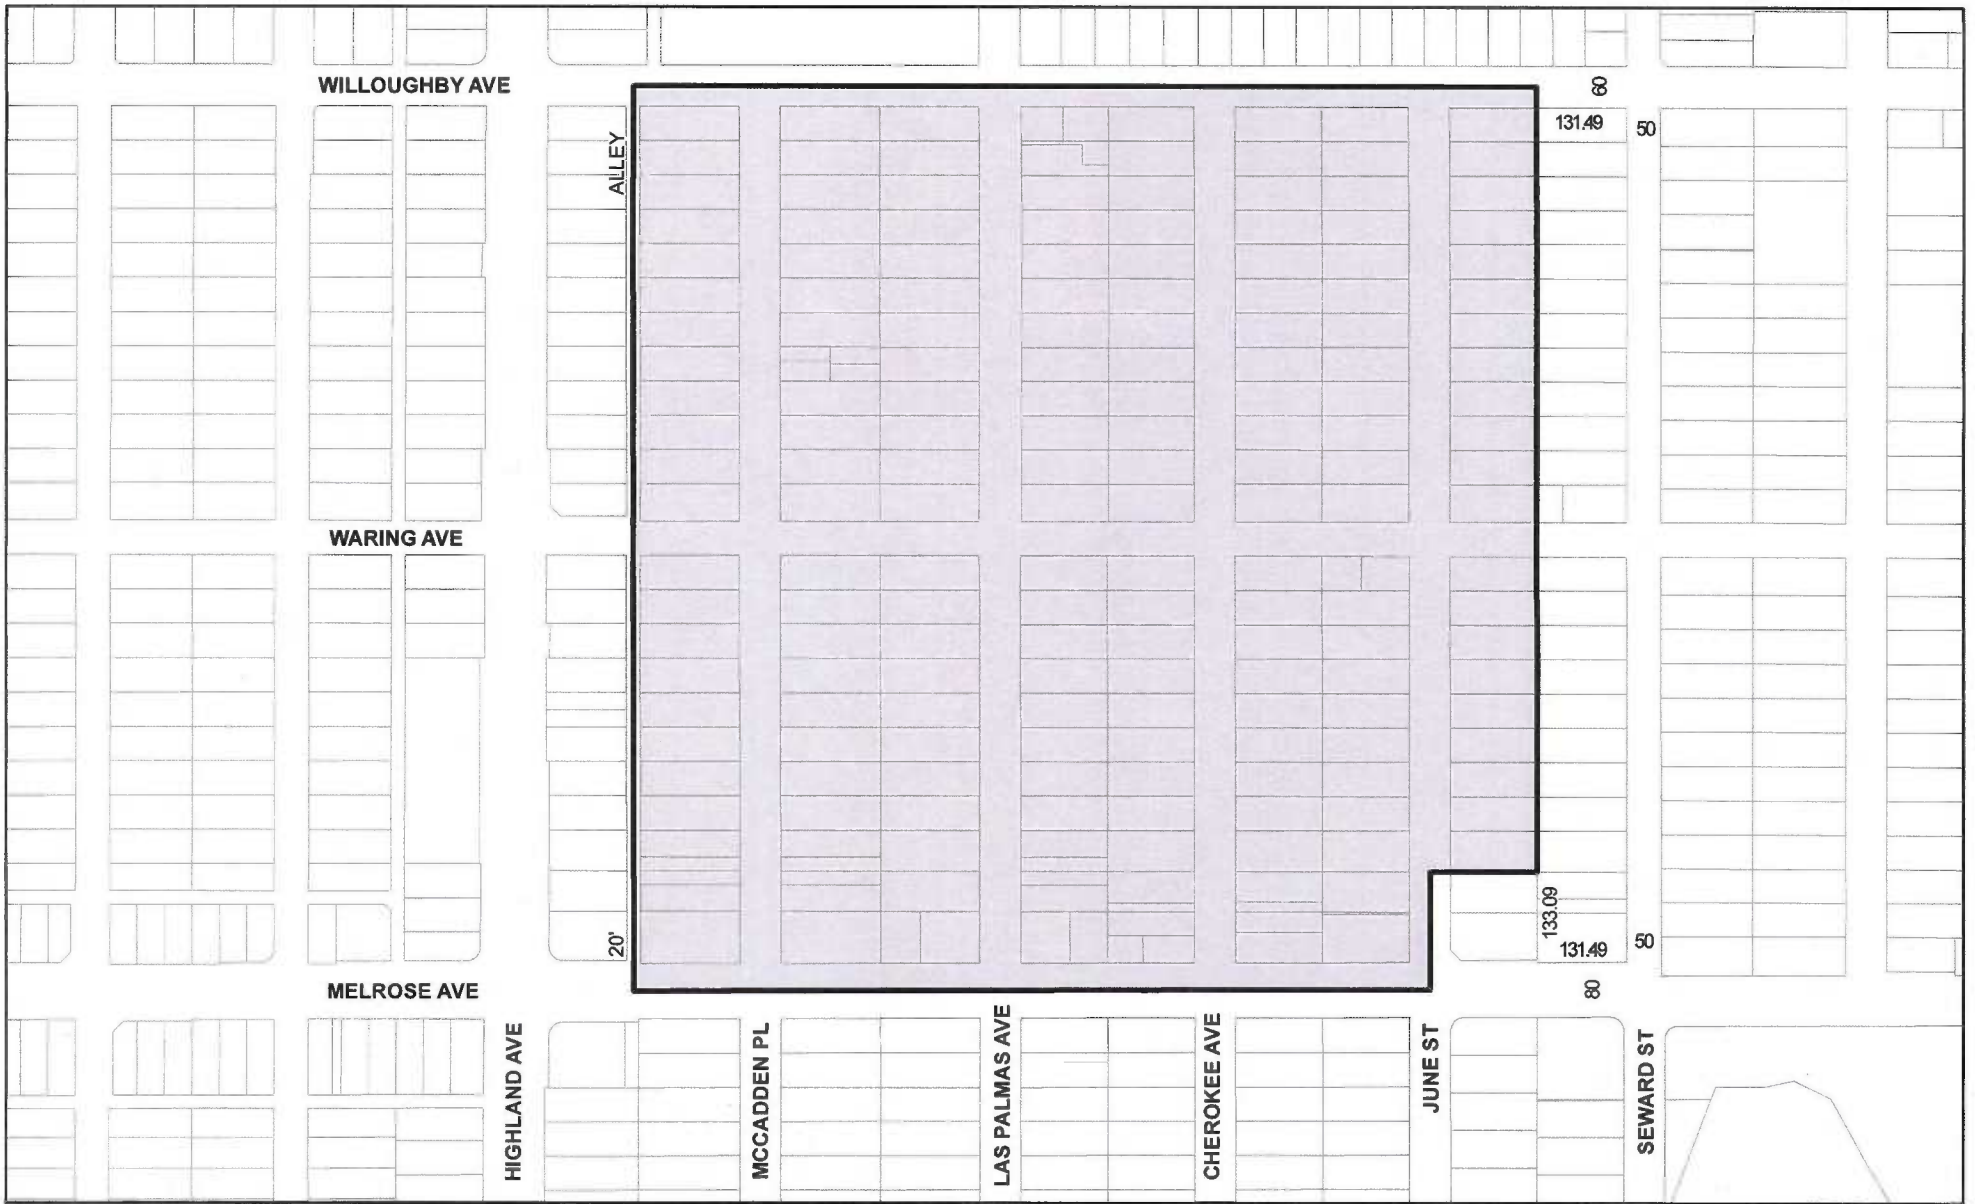 WILLOUGHBY AVE
60
131.49
50
ALLEY
WARING AVE
133.09
20'
131.49
50
MELROSE AVE
80
HIGHLAND AVE
MCCADDEN PL
LAS PALMAS AVE
CHEROKEE AVE
JUNE ST
SEWARD ST